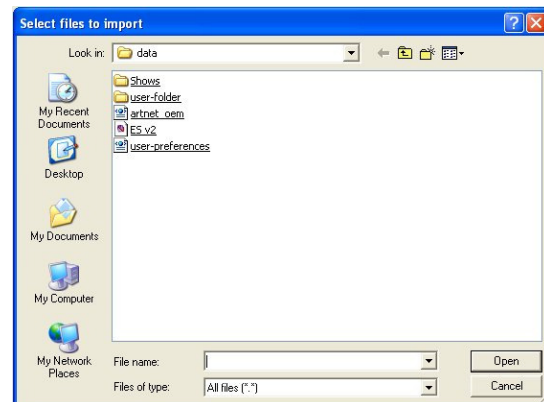 Select files to import
Look in: data
Shows
user-folder
artnet_oem
ES v2
user-preferences
My Recent
Documents
Desktop
My Documents
My Computer
My Network
Places
File name: Open
Files of type: All files (*.*) Cancel